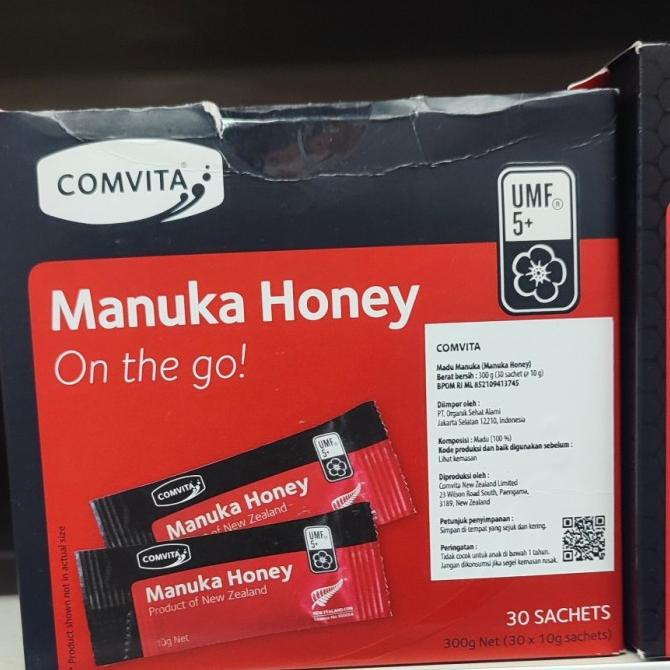 COMVITA
UMF®
5+
Manuka Honey
On the go!
COMVITA
Madu Manuka (Manuka Honey)
Berat bersih : 300 g (30 sachet @ 10 g)
BPOM RI ML 852109413745
Diimpor oleh :
PT. Organik Sehat Alami
Jakarta Selatan 12210, Indonesia
Komposisi : Madu (100 %)
Kode produksi dan baik digunakan sebelum :
Lihat kemasan
Diproduksi oleh :
Comvita New Zealand Limited
23 Wilson Road South, Paengaroa,
3189, New Zealand
Petunjuk penyimpanan :
Simpan di tempat yang sejuk dan kering.
Peringatan :
Tidak cocok untuk anak di bawah 1 tahun.
Jangan dikonsumsi jika segel kemasan rusak.
COMVITA
UMF
5+
Manuka Honey
of New Zealand
COMVITA
UMF
5+
Manuka Honey
Product of New Zealand
10g Net
NEWZEALAND.COM
• Product shown not in actual size
30 SACHETS
300g Net (30 x 10g sachets)